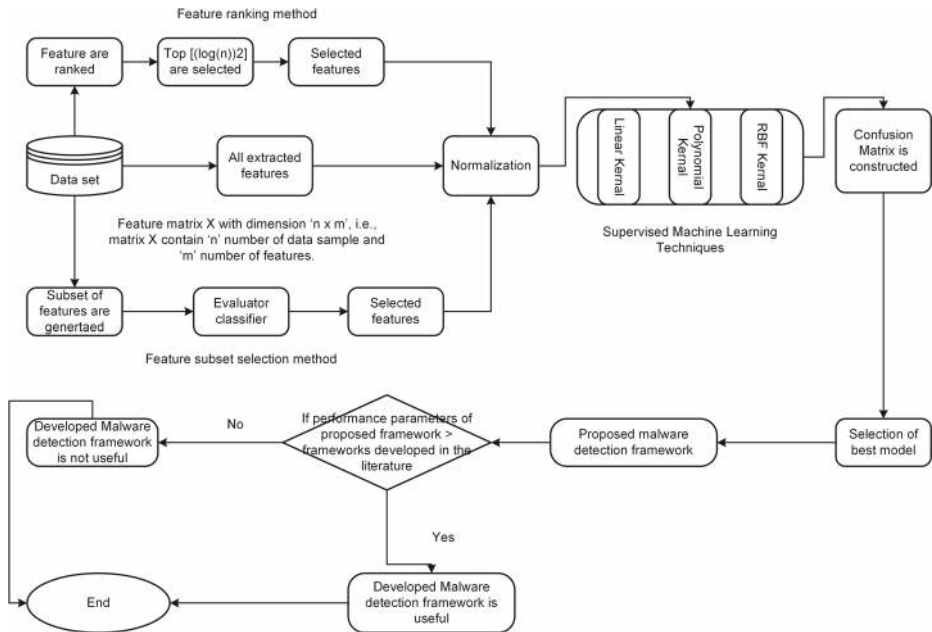 Feature ranking method
Feature are
ranked
Top [(log(n))2]
are selected
Selected
features
Data set
All extracted
features
Normalization
Linear Kernal
Polynomial
Kernal
RBF Kernal
Confusion
Matrix is
constructed
Supervised Machine Learning
Techniques
Feature matrix X with dimension ‘n x m’, i.e.,
matrix X contain ‘n’ number of data sample and
‘m’ number of features.
Subset of
features are
genertaed
Evaluator
classifier
Selected
features
Feature subset selection method
Developed Malware
detection framework
is not useful
No
If performance parameters of
proposed framework >
frameworks developed in the
literature
Proposed malware
detection framework
Selection of
best model
Yes
End
Developed Malware
detection framework is
useful